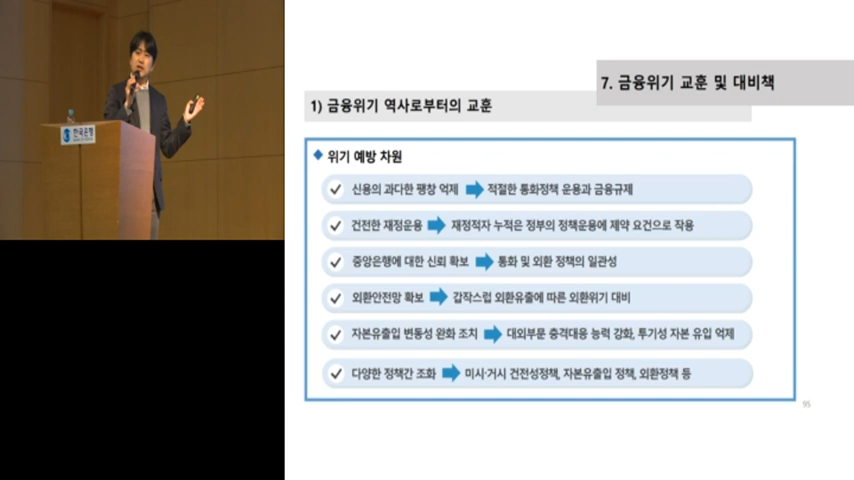 한국은행
7. 금융위기 교훈 및 대비책
1) 금융위기 역사로부터의 교훈
위기 예방 차원
신용의 과다한 팽창 억제 적절한 통화정책 운용과 금융규제
건전한 재정운용 재정적자 누적은 정부의 정책운용에 제약 요건으로 작용
중앙은행에 대한 신뢰 확보 통화 및 외환 정책의 일관성
외환안전망 확보 갑작스럽 외환유출에 따른 외환위기 대비
자본유출입 변동성 완화 조치 대외부문 충격대응 능력 강화, 투기성 자본 유입 억제
다양한 정책간 조화 미시·거시 건전성정책, 자본유출입 정책, 외환정책 등
95